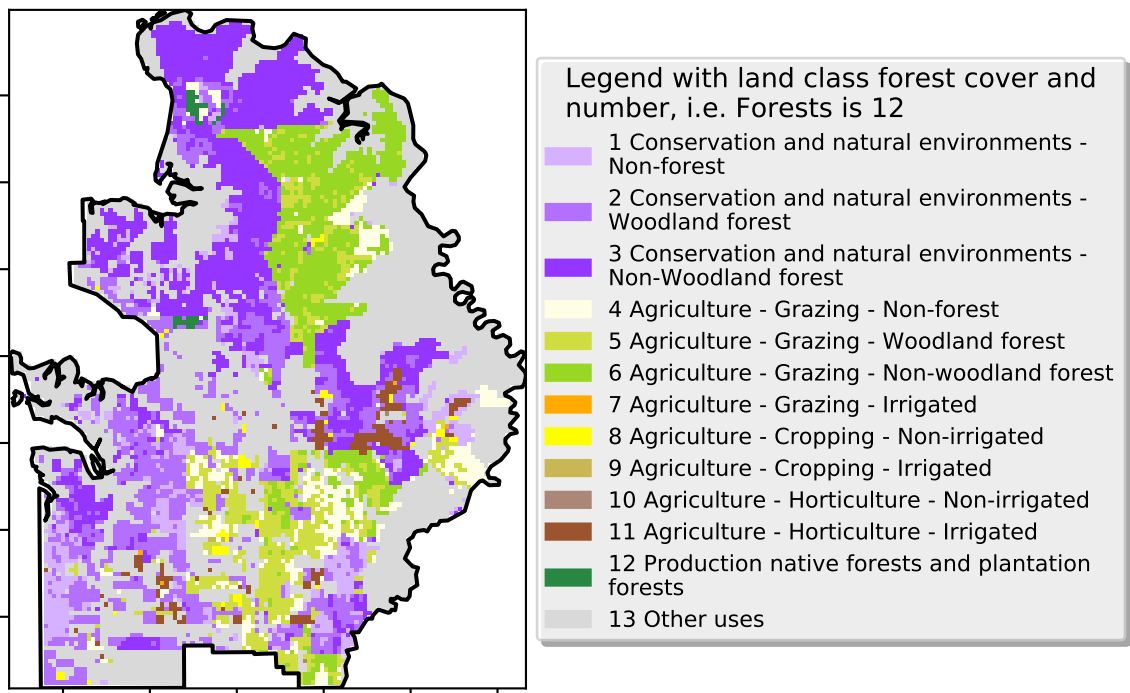 Legend with land class forest cover and
number, i.e. Forests is 12
1 Conservation and natural environments -
Non-forest
2 Conservation and natural environments -
Woodland forest
3 Conservation and natural environments -
Non-Woodland forest
4 Agriculture - Grazing - Non-forest
5 Agriculture - Grazing - Woodland forest
6 Agriculture - Grazing - Non-woodland forest
7 Agriculture - Grazing - Irrigated
8 Agriculture - Cropping - Non-irrigated
9 Agriculture - Cropping - Irrigated
10 Agriculture - Horticulture - Non-irrigated
11 Agriculture - Horticulture - Irrigated
12 Production native forests and plantation
forests
13 Other uses